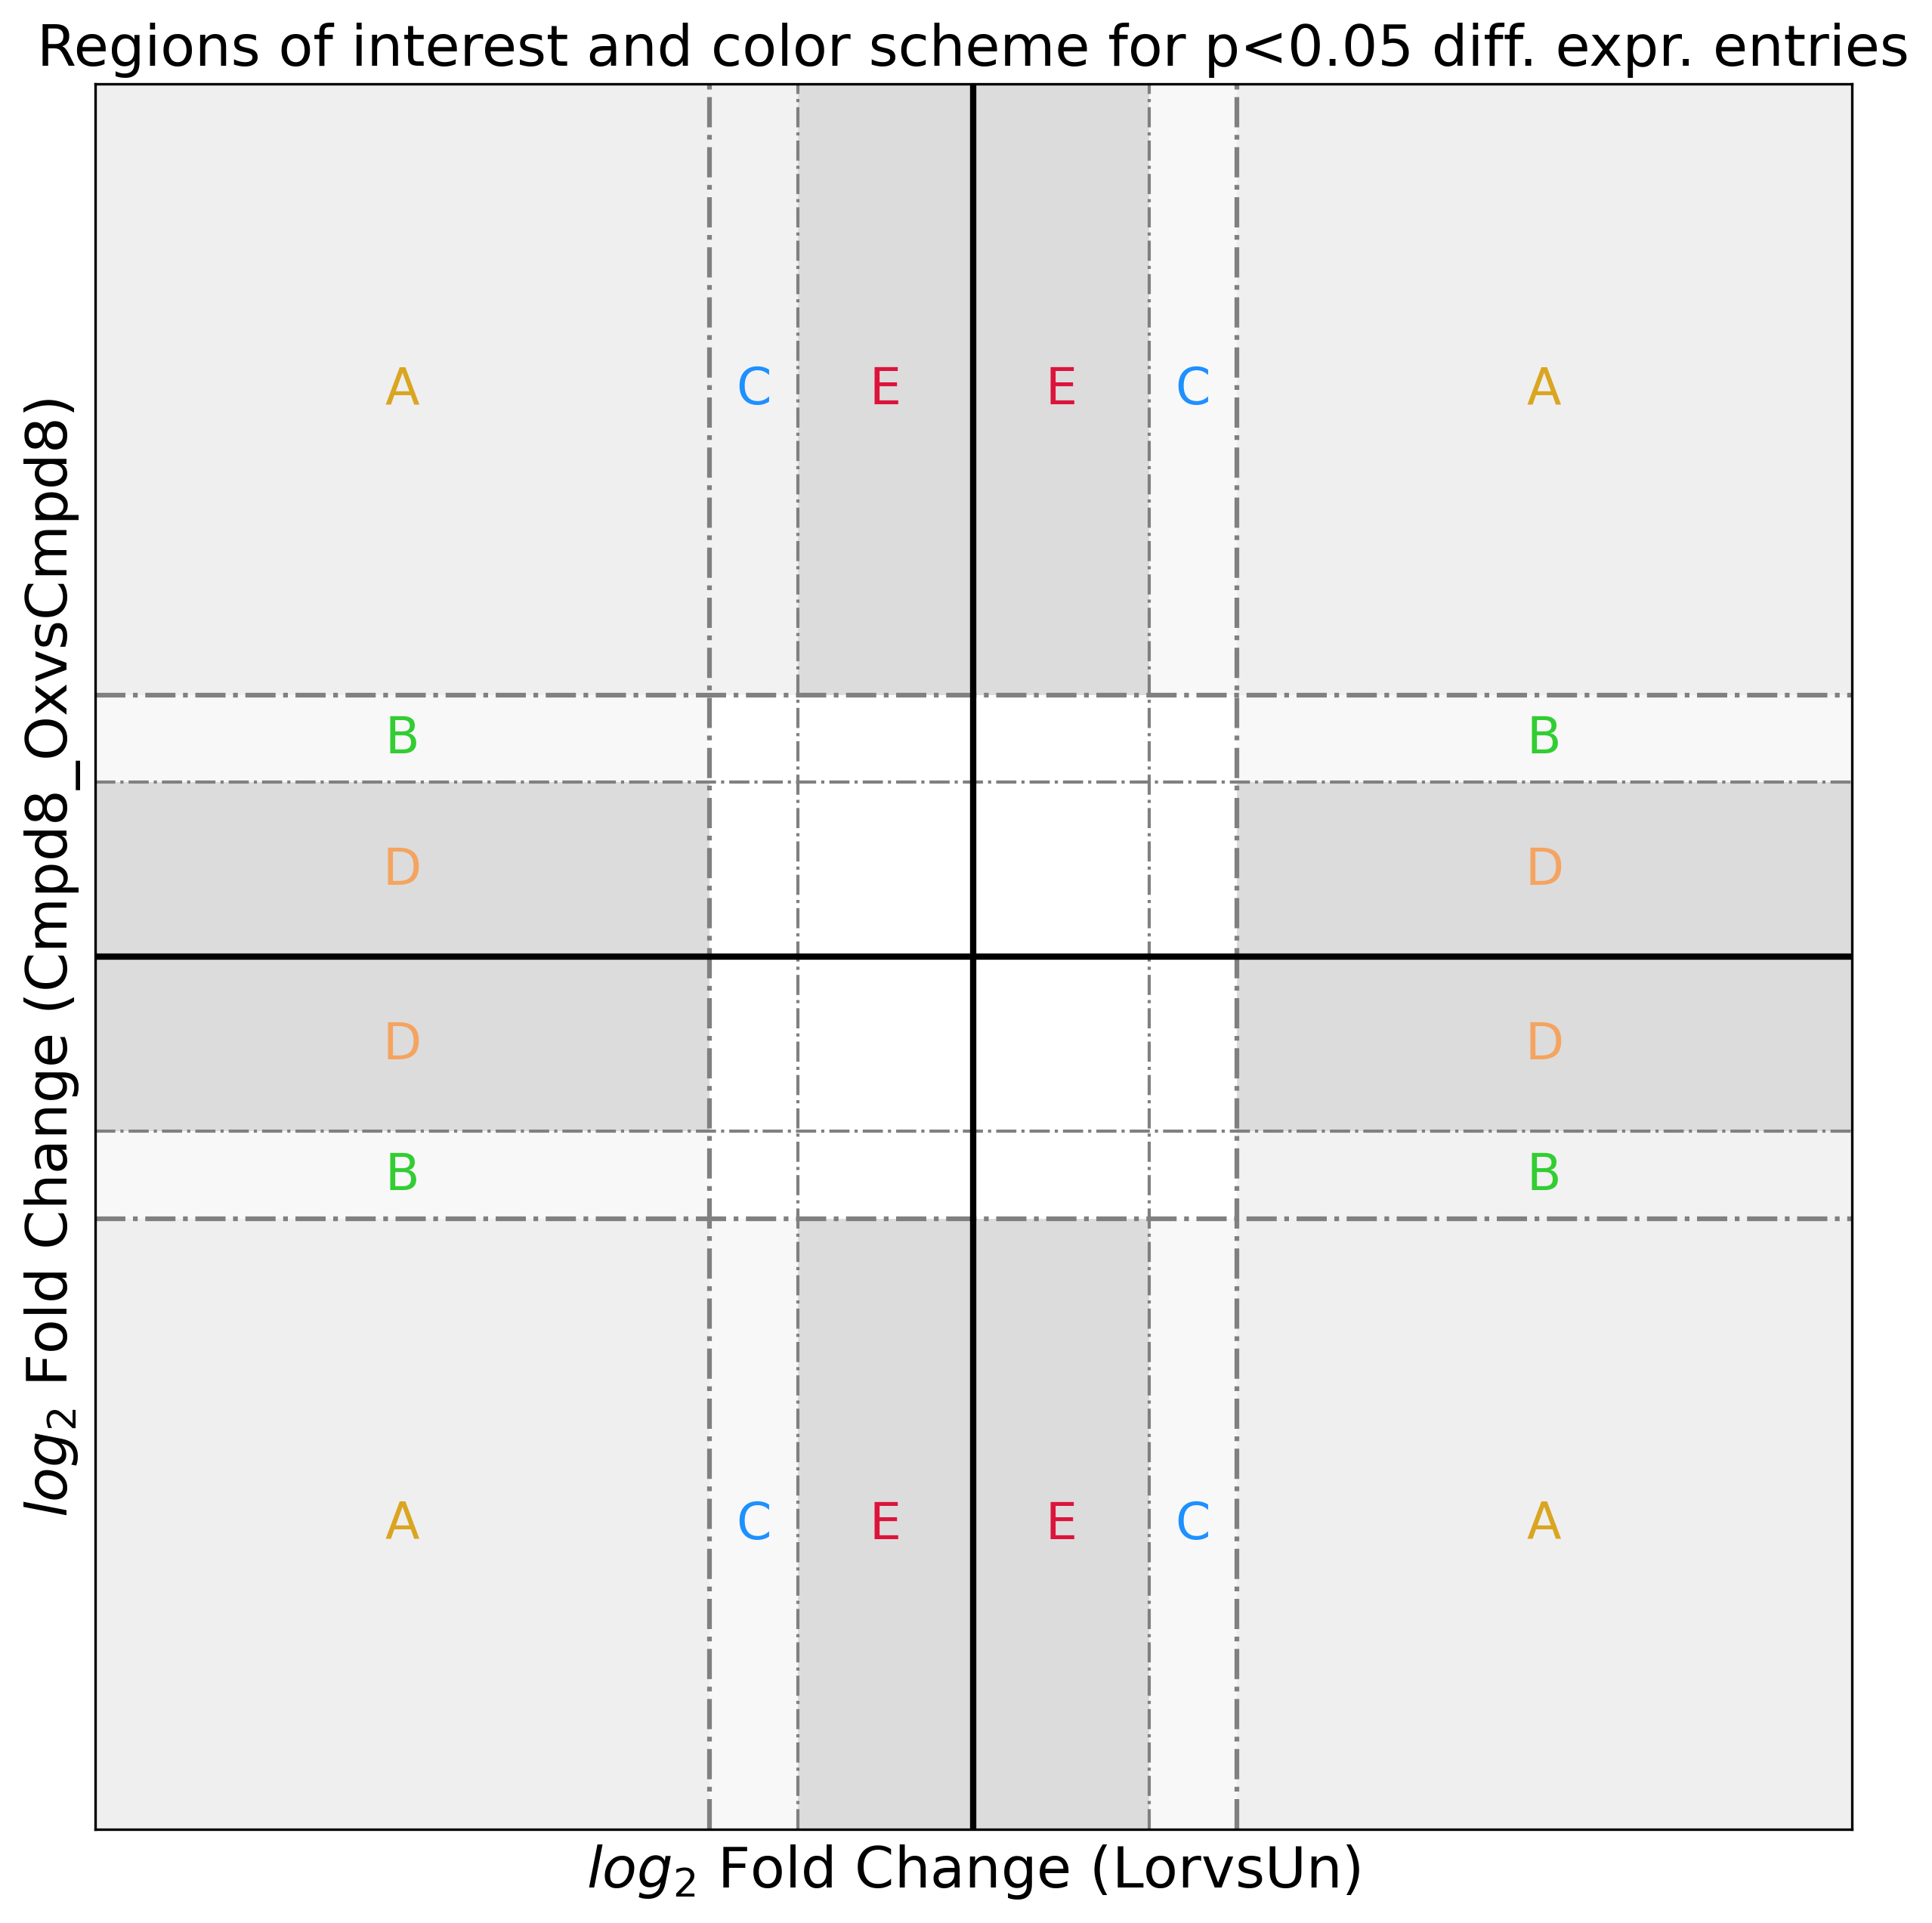 Regions of interest and color scheme for p<0.05 diff. expr. entries
log₂ Fold Change (Cmpd8_OxvsCmpd8)
A C E E C A
B B
D D
D D
B B
A C E E C A
log₂ Fold Change (LorvsUn)